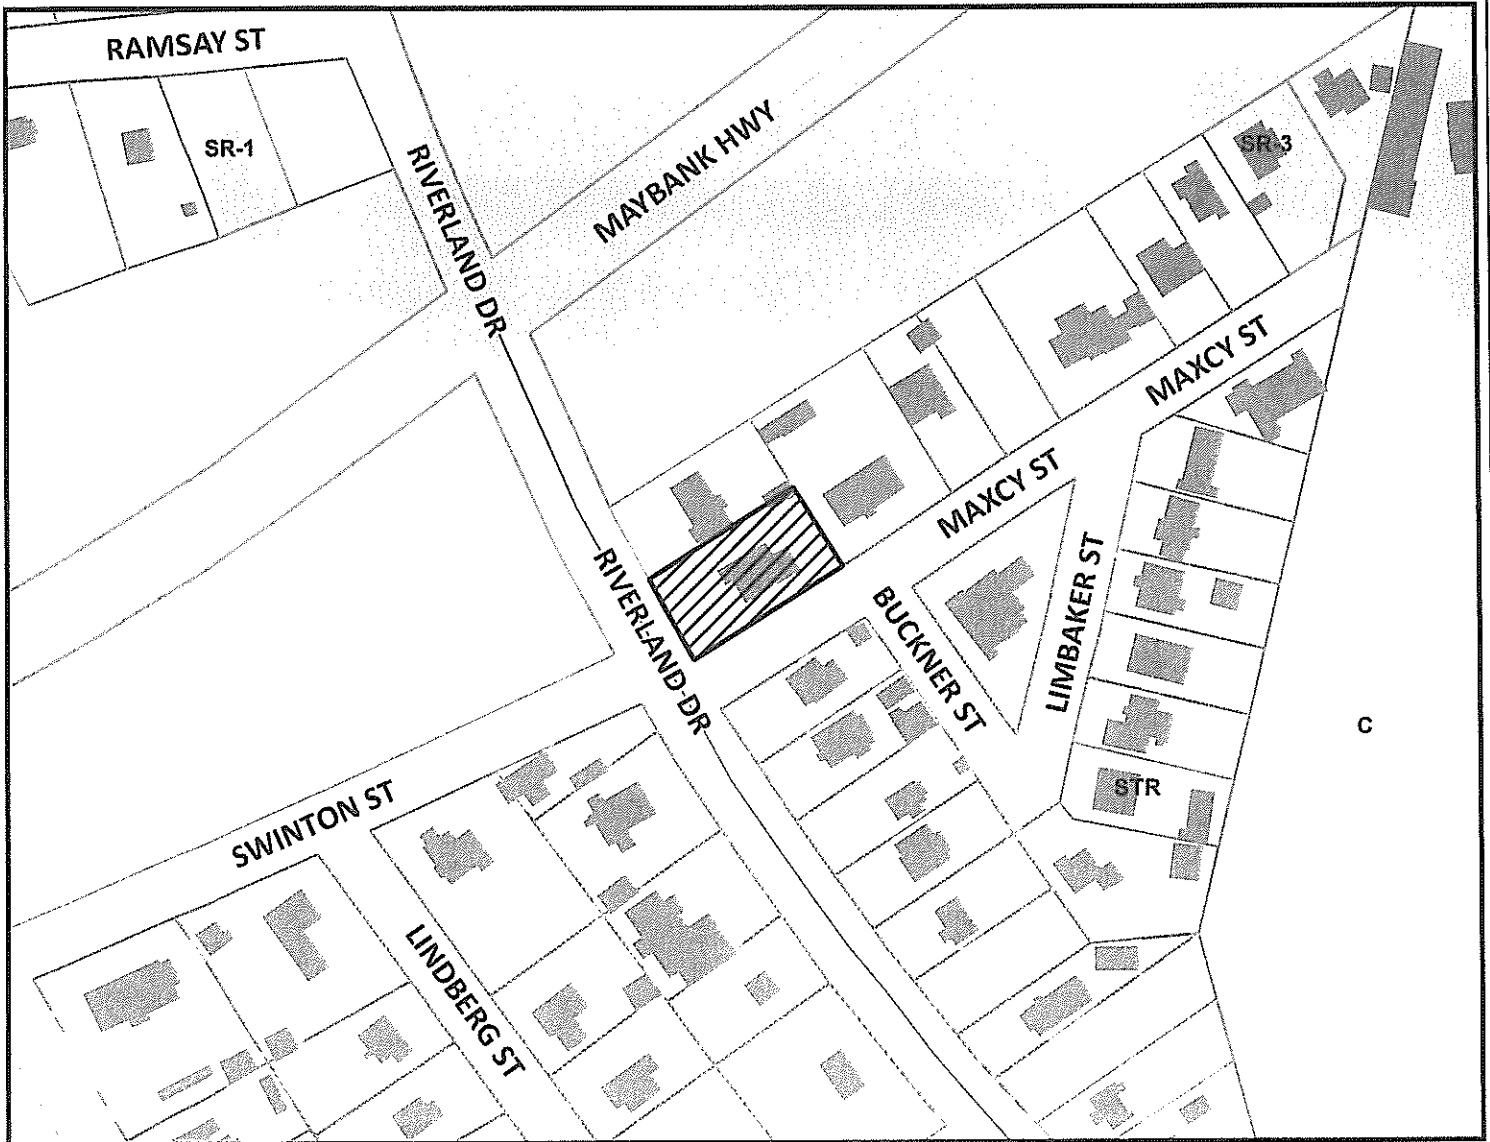 RAMSAY ST
SR-1
RIVERLAND DR
MAYBANK HWY
SR-3
MAXCY ST
MAXCY ST
RIVERLAND DR
BUCKNER ST
LIMBAKER ST
C
STR
SWINTON ST
LINDBERG ST